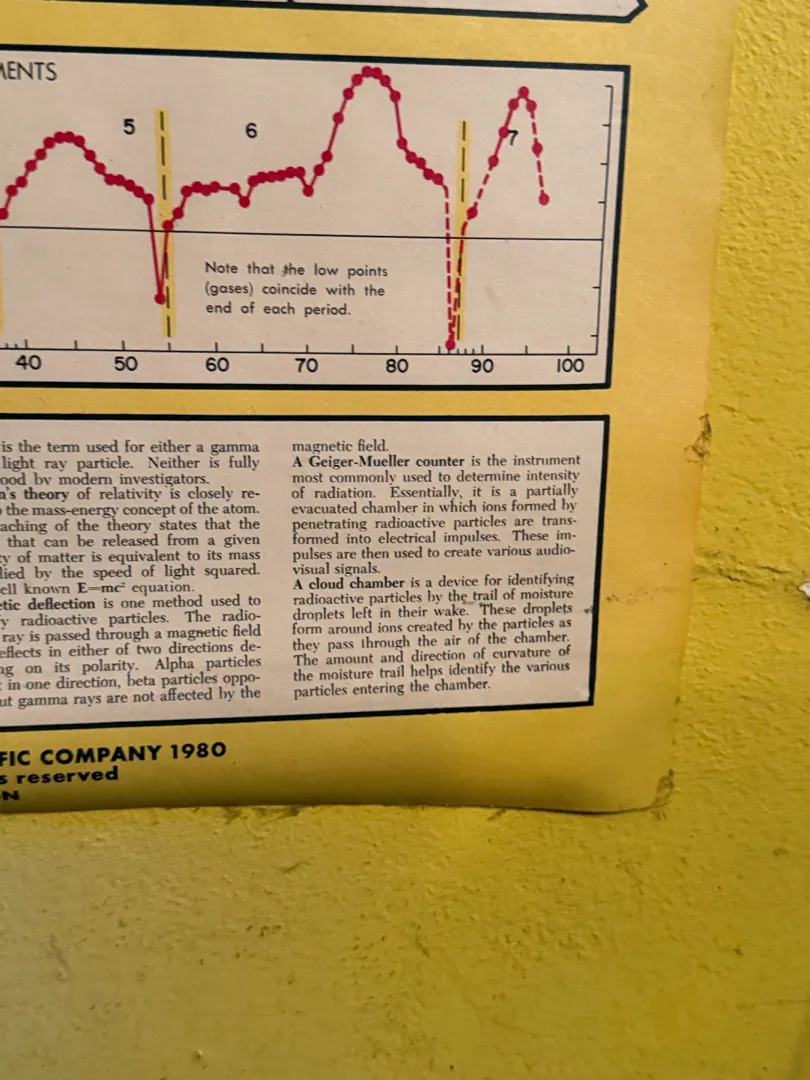 MENTS
5
6
7
Note that the low points
(gases) coincide with the
end of each period.
40 50 60 70 80 90 100
is the term used for either a gamma
light ray particle. Neither is fully
ood by modern investigators.
n's theory of relativity is closely re-
the mass-energy concept of the atom.
aching of the theory states that the
that can be released from a given
ty of matter is equivalent to its mass
lied by the speed of light squared.
ell known E=mc² equation.
etic deflection is one method used to
y radioactive particles. The radio-
ray is passed through a magnetic field
eflects in either of two directions de-
ng on its polarity. Alpha particles
in one direction, beta particles oppo-
ut gamma rays are not affected by the
magnetic field.
A Geiger-Mueller counter is the instrument
most commonly used to determine intensity
of radiation. Essentially, it is a partially
evacuated chamber in which ions formed by
penetrating radioactive particles are trans-
formed into electrical impulses. These im-
pulses are then used to create various audio-
visual signals.
A cloud chamber is a device for identifying
radioactive particles by the trail of moisture
droplets left in their wake. These droplets
form around ions created by the particles as
they pass through the air of the chamber.
The amount and direction of curvature of
the moisture trail helps identify the various
particles entering the chamber.
FIC COMPANY 1980
s reserved
N